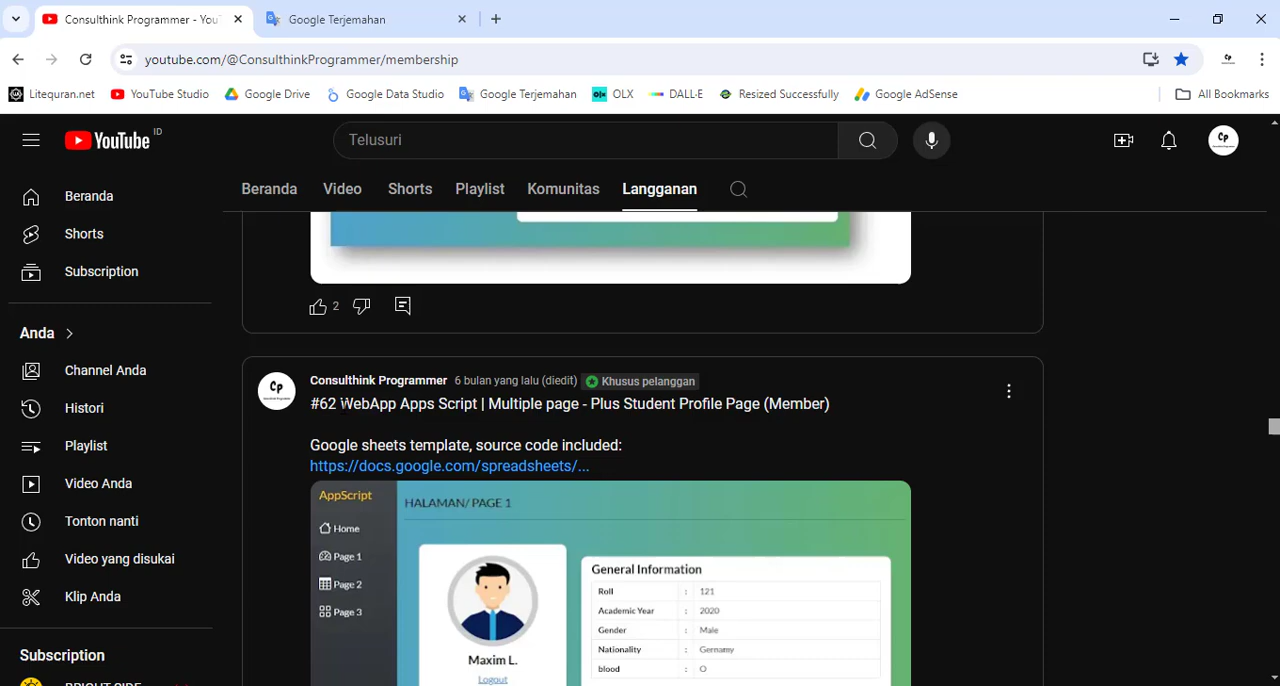 Consulthink Programmer - You
Google Terjemahan
youtube.com/@ConsulthinkProgrammer/membership
Litequran.net
YouTube Studio
Google Drive
Google Data Studio
Google Terjemahan
OLX
DALL-E
Resized Successfully
Google AdSense
All Bookmarks
YouTube ID
Telusuri
Cp
Beranda
Video
Shorts
Playlist
Komunitas
Langganan
Beranda
Shorts
Subscription
Anda
Channel Anda
Histori
Playlist
Video Anda
Tonton nanti
Video yang disukai
Klip Anda
Subscription
BRIGHT SIDE
2
Cp
Consulthink Programmer 6 bulan yang lalu (diedit) Khusus pelanggan
#62 WebApp Apps Script | Multiple page - Plus Student Profile Page (Member)
Google sheets template, source code included:
https://docs.google.com/spreadsheets/...
AppScript
Home
Page 1
Page 2
Page 3
HALAMAN/ PAGE 1
Maxim L.
Logout
General Information
Roll : 121
Academic Year : 2020
Gender : Male
Nationality : Gernamy
blood : O